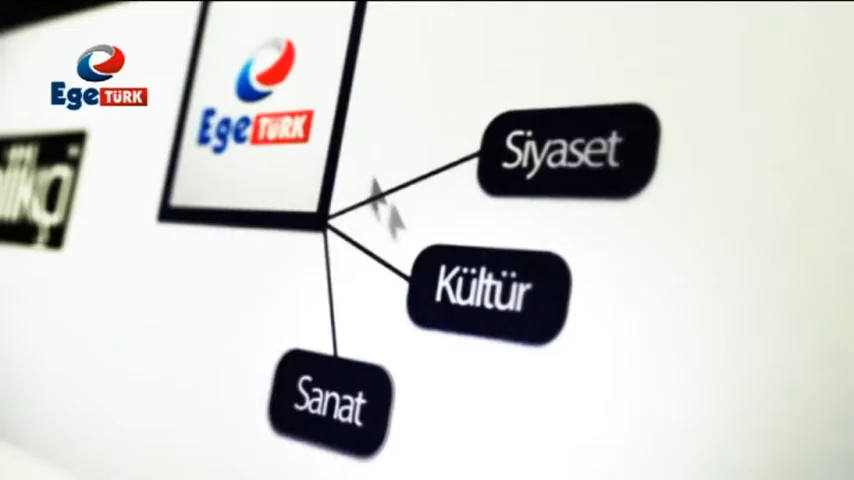 Ege TÜRK
Ege TÜRK
Siyaset
Kültür
Sanat